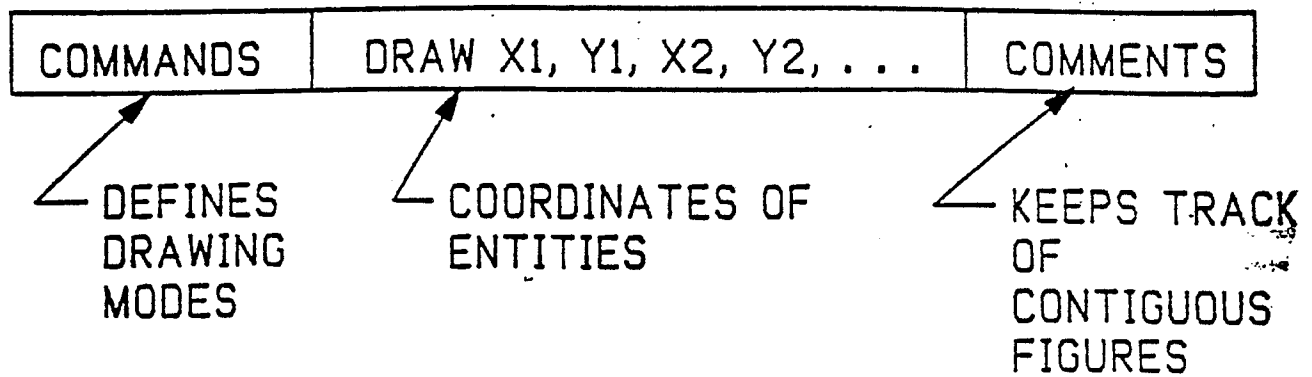 COMMANDS
DRAW X1, Y1, X2, Y2, . . .
COMMENTS
DEFINES
DRAWING
MODES
COORDINATES OF
ENTITIES
KEEPS TRACK
OF
CONTIGUOUS
FIGURES